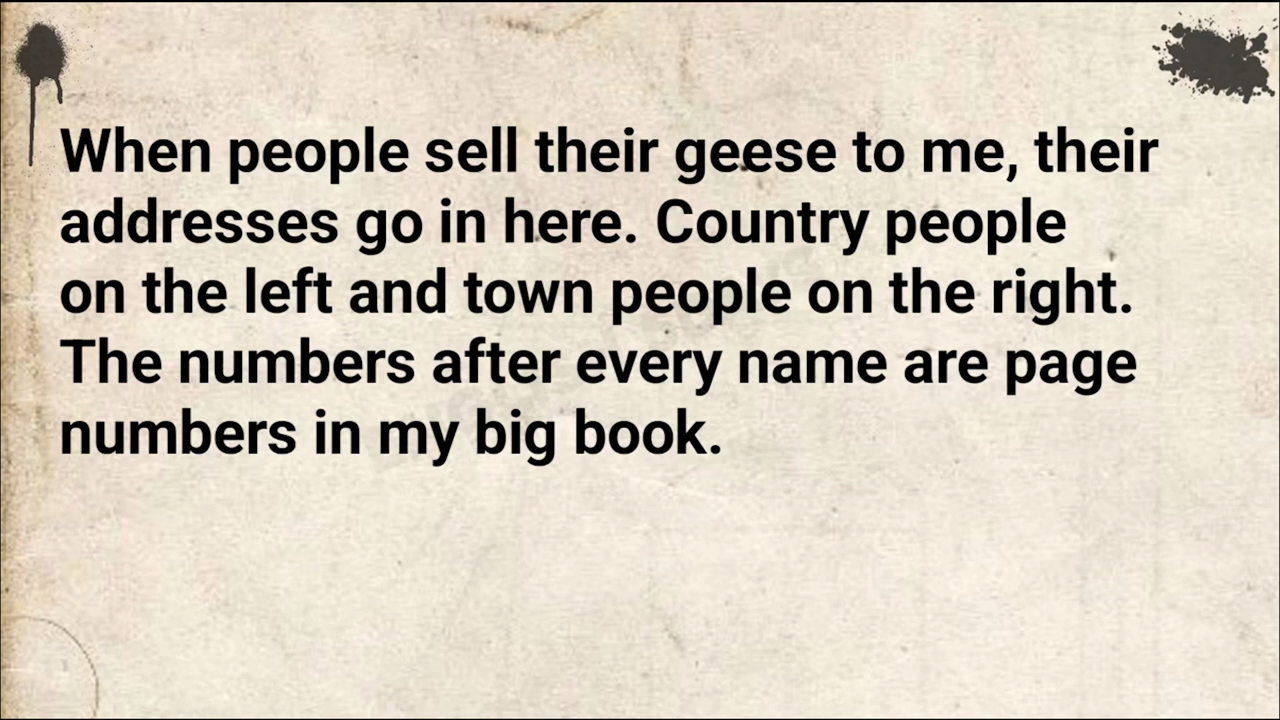 When people sell their geese to me, their
addresses go in here. Country people
on the left and town people on the right.
The numbers after every name are page
numbers in my big book.